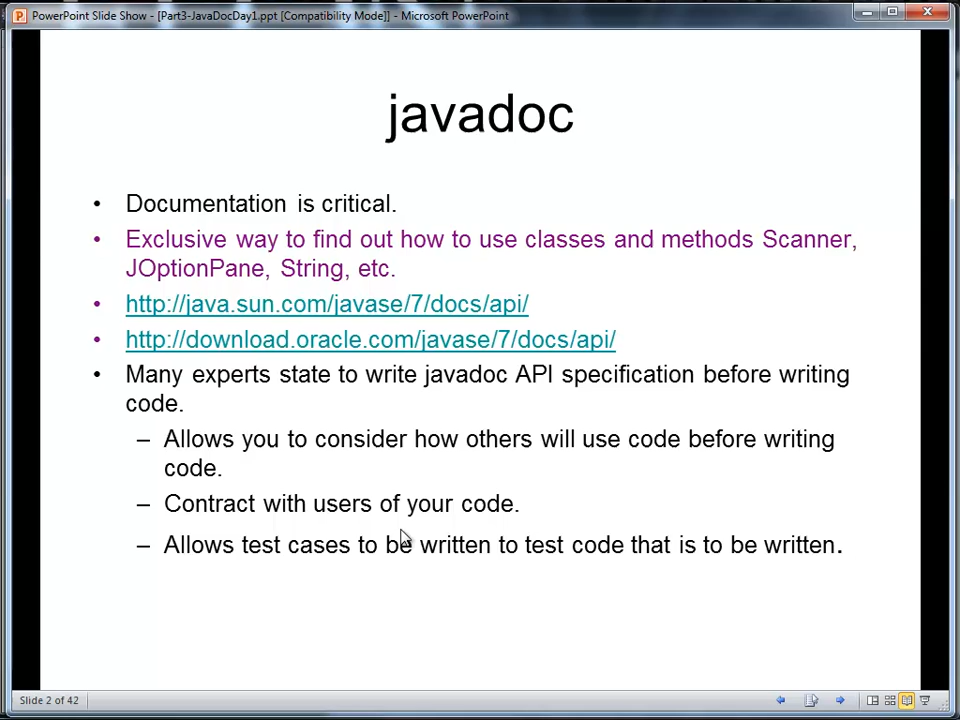 PowerPoint Slide Show - [Part3-JavaDocDay1.ppt [Compatibility Mode]] - Microsoft PowerPoint
javadoc
• Documentation is critical.
• Exclusive way to find out how to use classes and methods Scanner,
JOptionPane, String, etc.
• http://java.sun.com/javase/7/docs/api/
• http://download.oracle.com/javase/7/docs/api/
• Many experts state to write javadoc API specification before writing
code.
– Allows you to consider how others will use code before writing
code.
– Contract with users of your code.
– Allows test cases to be written to test code that is to be written.
Slide 2 of 42